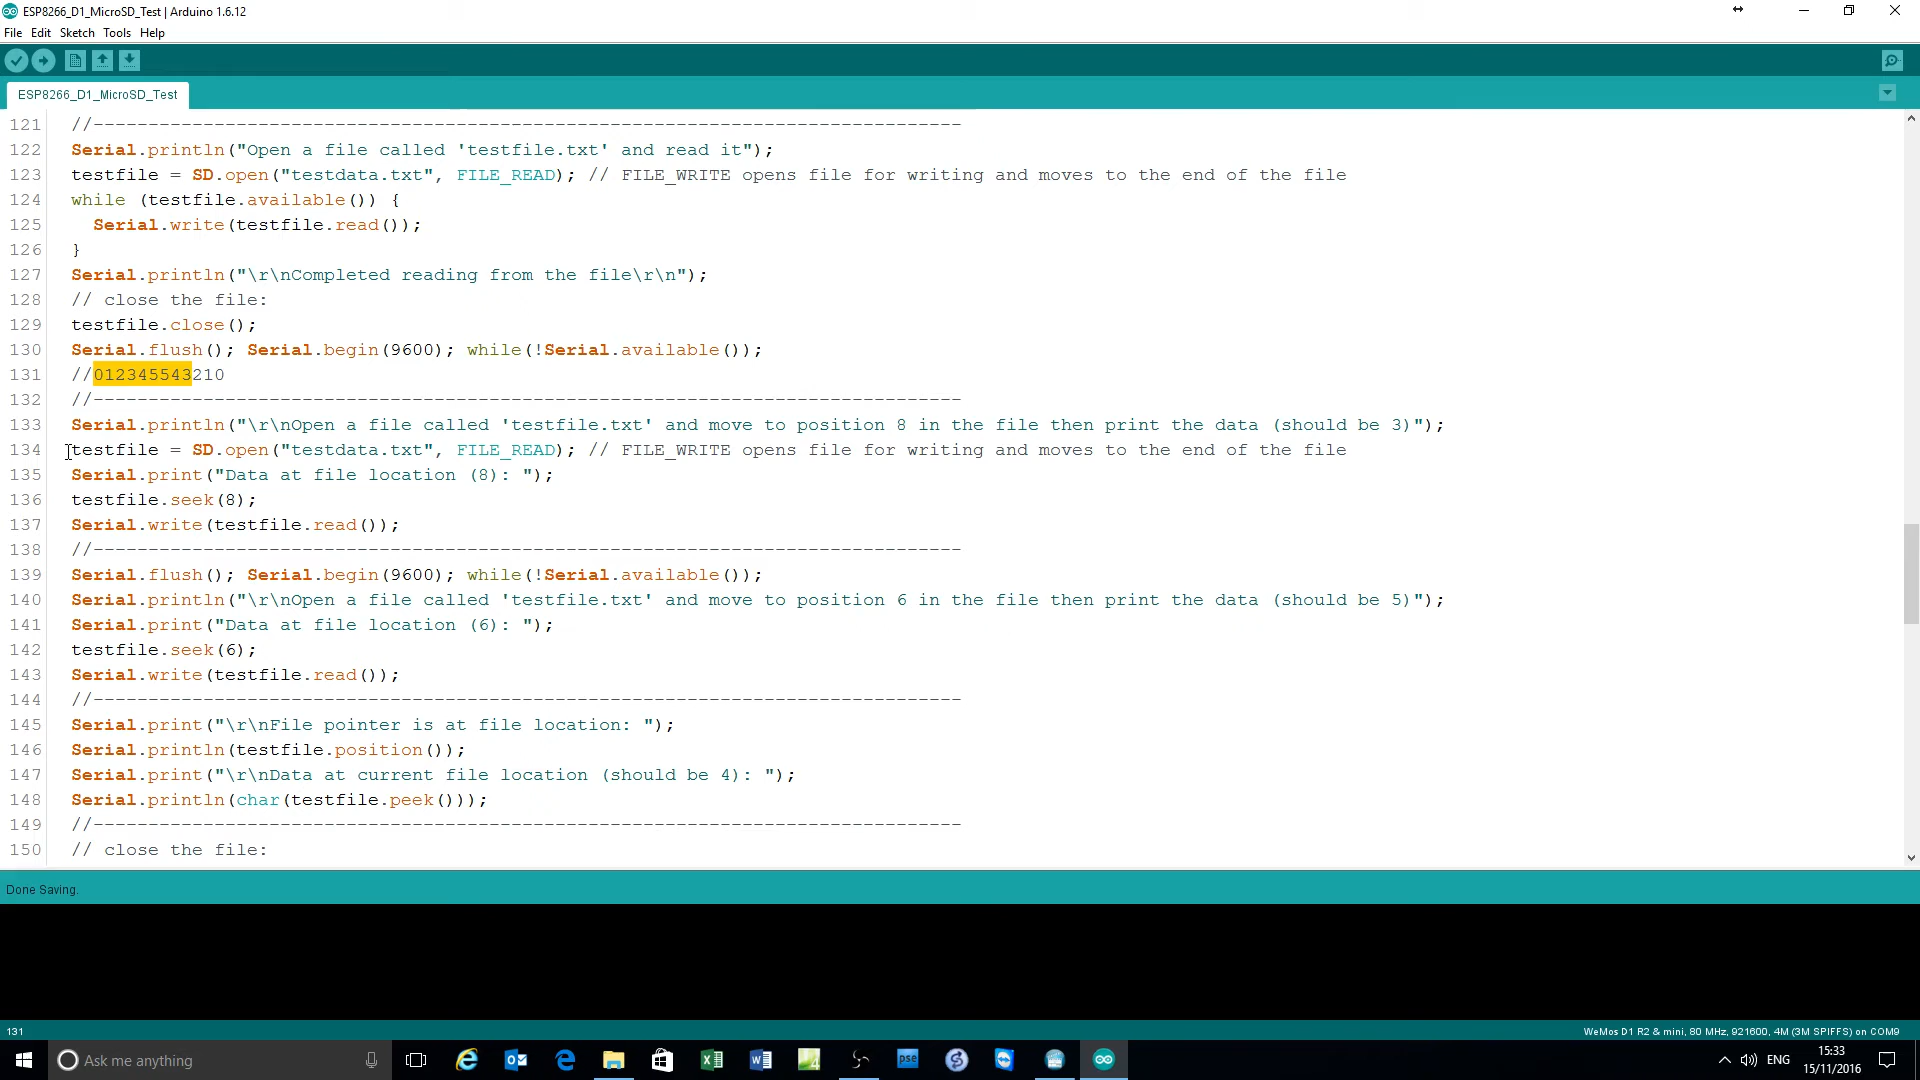 ESP8266_D1_MicroSD_Test | Arduino 1.6.12
File Edit Sketch Tools Help
ESP8266_D1_MicroSD_Test
121 //-------------------------------------------------------------------------------
122 Serial.println("Open a file called 'testfile.txt' and read it");
123 testfile = SD.open("testdata.txt", FILE_READ); // FILE_WRITE opens file for writing and moves to the end of the file
124 while (testfile.available()) {
125 Serial.write(testfile.read());
126 }
127 Serial.println("\r\nCompleted reading from the file\r\n");
128 // close the file:
129 testfile.close();
130 Serial.flush(); Serial.begin(9600); while(!Serial.available());
131 //012345543210
132 //-------------------------------------------------------------------------------
133 Serial.println("\r\nOpen a file called 'testfile.txt' and move to position 8 in the file then print the data (should be 3)");
134 testfile = SD.open("testdata.txt", FILE_READ); // FILE_WRITE opens file for writing and moves to the end of the file
135 Serial.print("Data at file location (8): ");
136 testfile.seek(8);
137 Serial.write(testfile.read());
138 //-------------------------------------------------------------------------------
139 Serial.flush(); Serial.begin(9600); while(!Serial.available());
140 Serial.println("\r\nOpen a file called 'testfile.txt' and move to position 6 in the file then print the data (should be 5)");
141 Serial.print("Data at file location (6): ");
142 testfile.seek(6);
143 Serial.write(testfile.read());
144 //-------------------------------------------------------------------------------
145 Serial.print("\r\nFile pointer is at file location: ");
146 Serial.println(testfile.position());
147 Serial.print("\r\nData at current file location (should be 4): ");
148 Serial.println(char(testfile.peek()));
149 //-------------------------------------------------------------------------------
150 // close the file:
Done Saving.
131
WeMos D1 R2 & mini, 80 MHz, 921600, 4M (3M SPIFFS) on COM9
Ask me anything
pse
ENG
15:33
15/11/2016